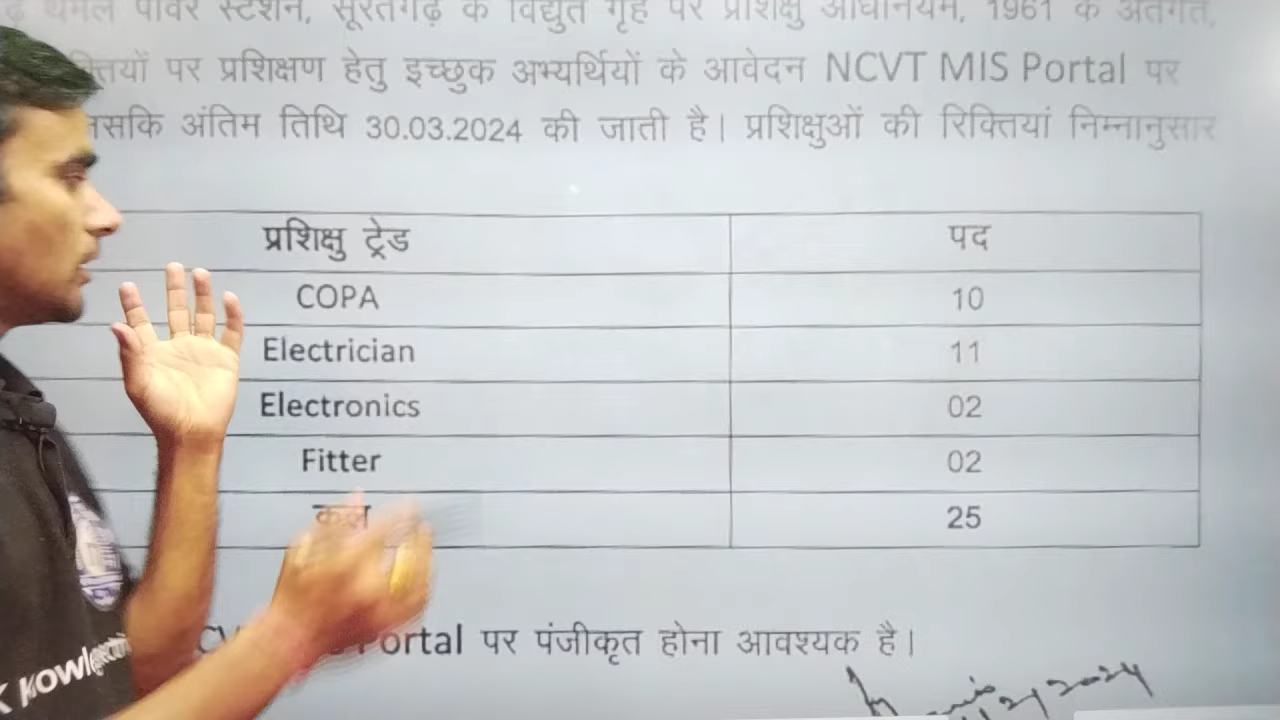 थर्मल पॉवर स्टेशन, सूरतगढ़ के विद्युत गृह पर प्रशिक्षु अधिनियम, 1961 के अंतर्गत,
पर प्रशिक्षण हेतु इच्छुक अभ्यर्थियों के आवेदन NCVT MIS Portal पर
अंतिम तिथि 30.03.2024 की जाती है। प्रशिक्षुओं की रिक्तियां निम्नानुसार
प्रशिक्षु ट्रेड पद
COPA 10
Electrician 11
Electronics 02
Fitter 02
कुल 25
Portal पर पंजीकृत होना आवश्यक है।